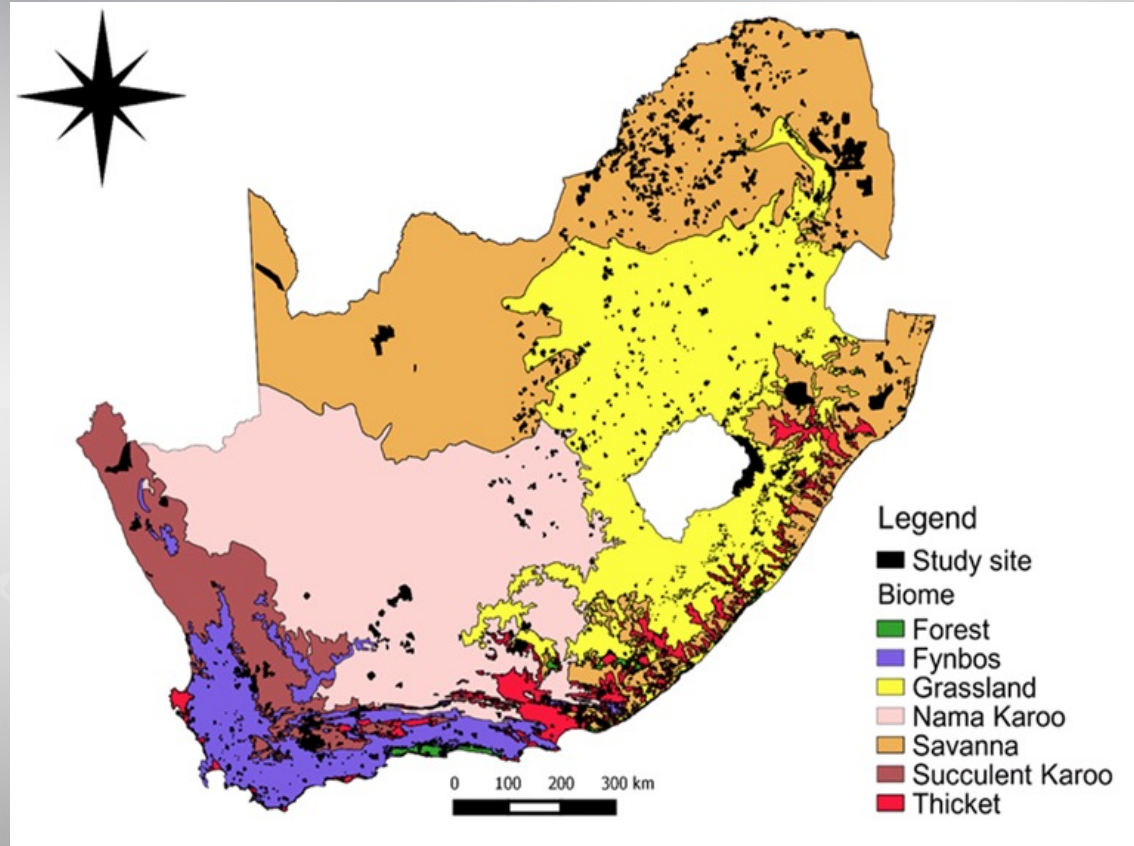 Legend
Study site
Biome
Forest
Fynbos
Grassland
Nama Karoo
Savanna
Succulent Karoo
Thicket
0 100 200 300 km